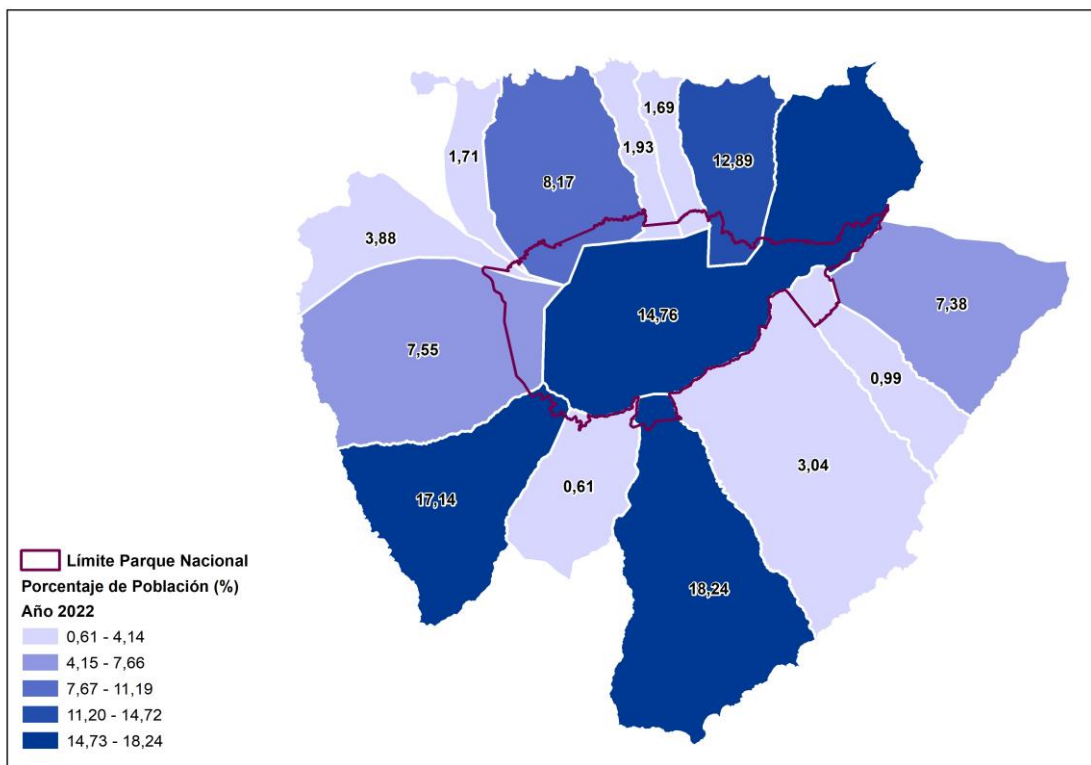 1,69
1,71
1,93
12,89
8,17
3,88
14,76
7,38
7,55
0,99
3,04
17,14
0,61
18,24
Límite Parque Nacional
Porcentaje de Población (%)
Año 2022
0,61 - 4,14
4,15 - 7,66
7,67 - 11,19
11,20 - 14,72
14,73 - 18,24